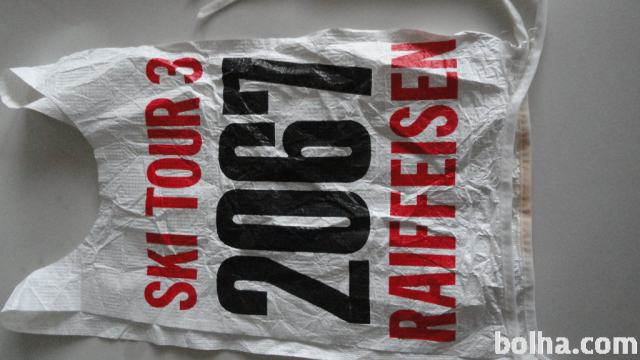 SKI TOUR 3
2067
RAIFFEISEN
bolha.com